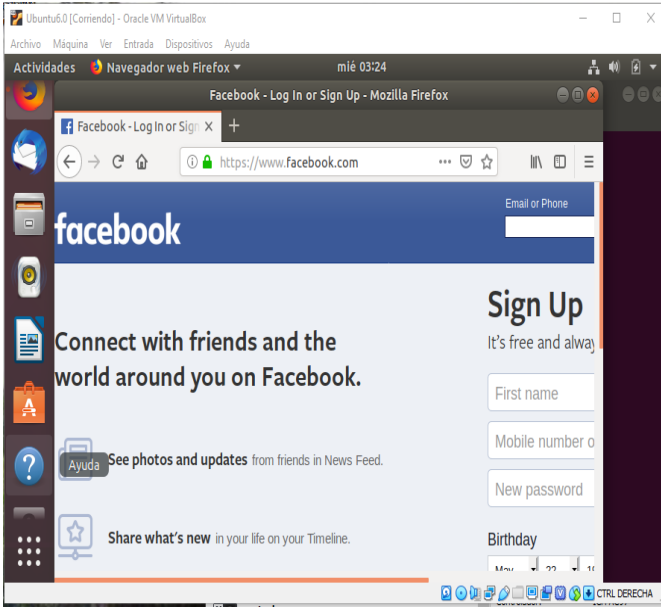 Ubuntu6.0 [Corriendo] - Oracle VM VirtualBox
Archivo Máquina Ver Entrada Dispositivos Ayuda
Actividades Navegador web Firefox mié 03:24
Facebook - Log In or Sign Up - Mozilla Firefox
Facebook - Log In or Sign
https://www.facebook.com
Email or Phone
facebook
Sign Up
It's free and alway
Connect with friends and the
world around you on Facebook.
First name
Mobile number o
See photos and updates from friends in News Feed.
Ayuda
New password
Share what's new in your life on your Timeline.
Birthday
May 22
CTRL DERECHA